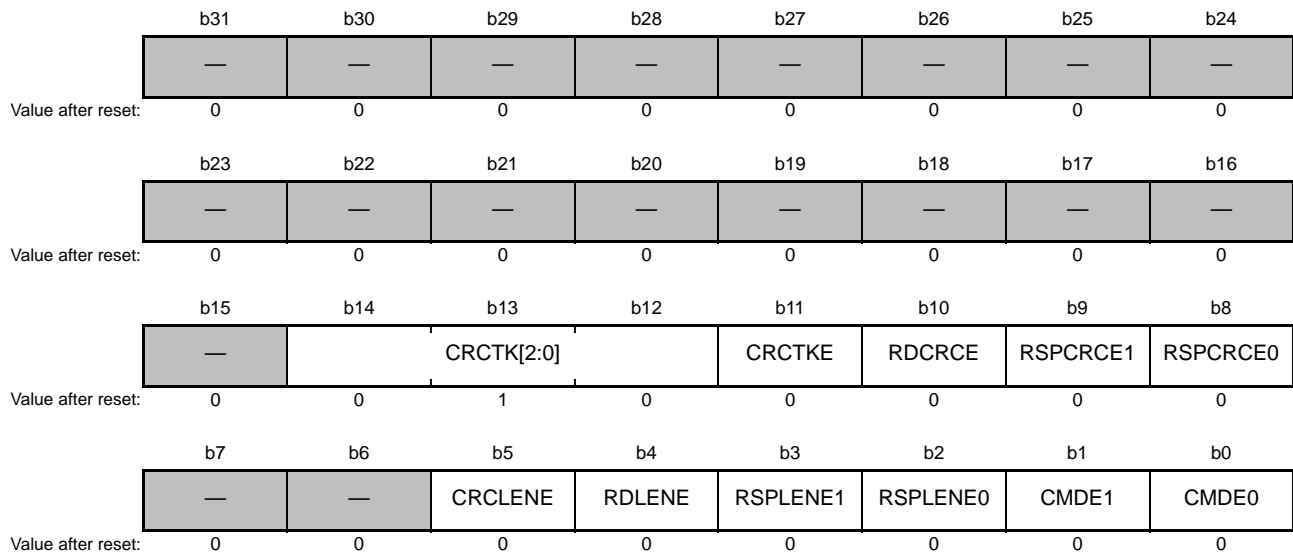 b31 b30 b29 b28 b27 b26 b25 b24
— — — — — — — —
Value after reset: 0 0 0 0 0 0 0 0
b23 b22 b21 b20 b19 b18 b17 b16
— — — — — — — —
Value after reset: 0 0 0 0 0 0 0 0
b15 b14 b13 b12 b11 b10 b9 b8
— CRCTK[2:0] CRCTKE RDCRCE RSPCRCE1 RSPCRCE0
Value after reset: 0 0 1 0 0 0 0 0
b7 b6 b5 b4 b3 b2 b1 b0
— — CRCLENE RDLENE RSPLENE1 RSPLENE0 CMDE1 CMDE0
Value after reset: 0 0 0 0 0 0 0 0